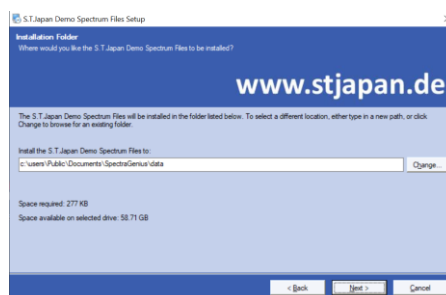 S.T.Japan Demo Spectrum Files Setup
Installation Folder
Where would you like the S.T.Japan Demo Spectrum Files to be installed?
www.stjapan.de
The S.T.Japan Demo Spectrum Files will be installed in the folder listed below. To select a different location, either type in a new path, or click
Change to browse for an existing folder.
Install the S.T.Japan Demo Spectrum Files to:
c:\users\Public\Documents\SpectraGenius\data
Change...
Space required: 277 KB
Space available on selected drive: 58.71 GB
< Back
Next >
Cancel